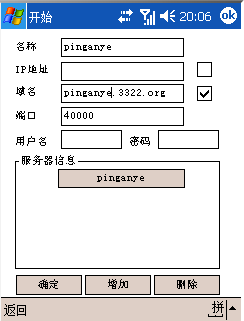 开始 20:06 ok
名称 pinganye
IP地址
域名 pinganye.3322.org
端口 40000
用户名 密码
服务器信息
pinganye
确定 增加 删除
返回 拼